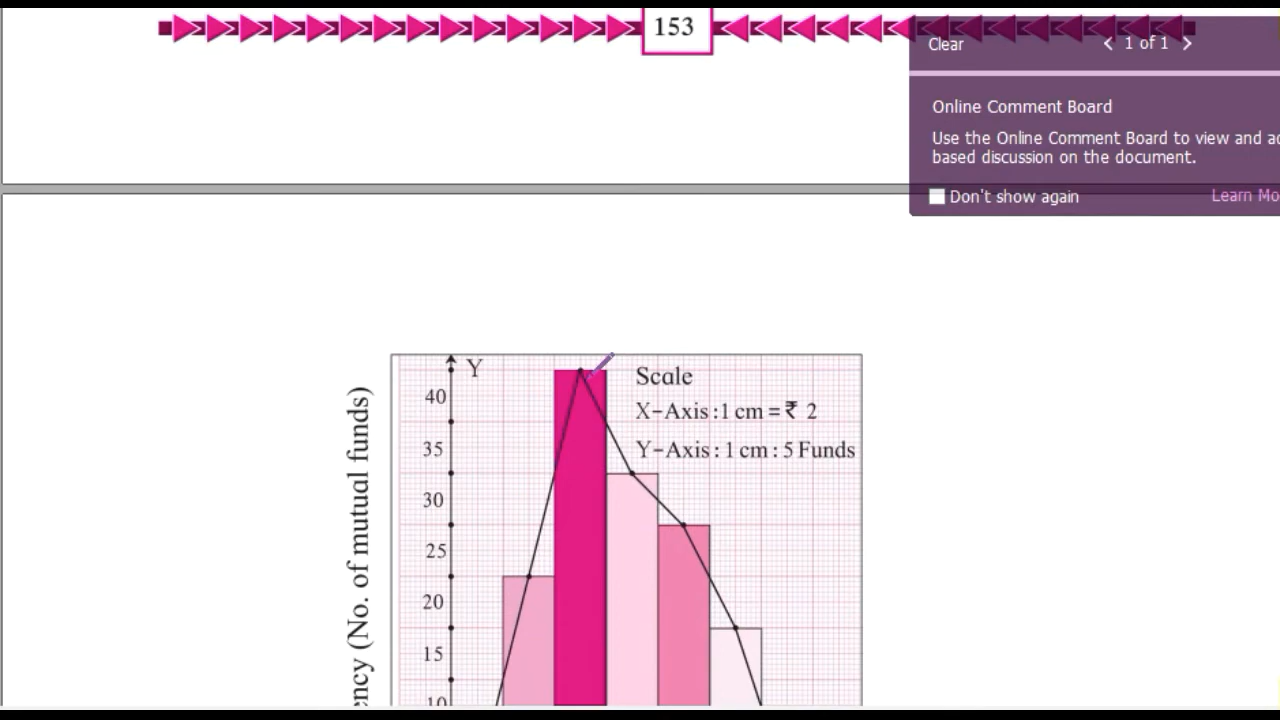 153
Clear
1 of 1
Online Comment Board
Use the Online Comment Board to view and
based discussion on the document.
Don't show again
Learn
Y
Scale
X-Axis : 1 cm = ₹ 2
Y-Axis : 1 cm : 5 Funds
40
35
30
25
20
15
10
(No. of mutual funds)